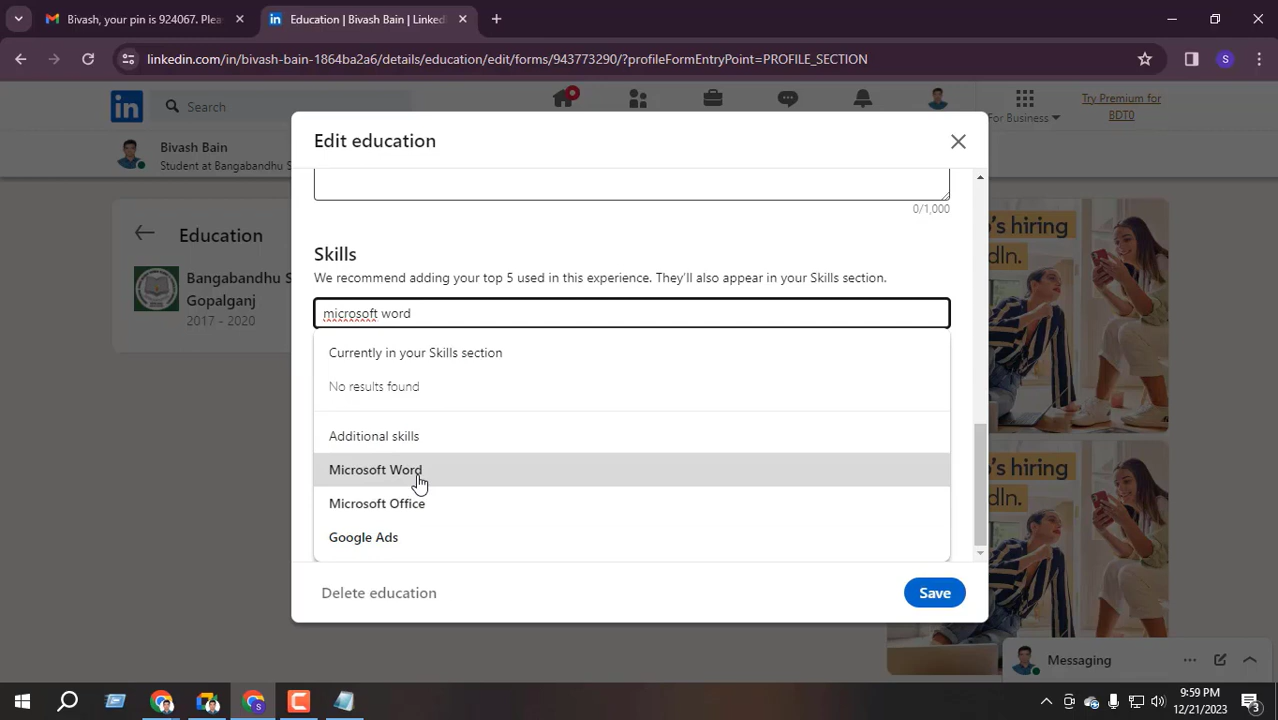 Bivash, your pin is 924067. Plea
Education | Bivash Bain | Linked
linkedin.com/in/bivash-bain-1864ba2a6/details/education/edit/forms/943773290/?profileFormEntryPoint=PROFILE_SECTION
S
in
Search
For Business
Try Premium for
BDT0
Bivash Bain
Student at Bangabandhu S
Education
Bangabandhu S
Gopalganj
2017 - 2020
Edit education
0/1,000
Skills
We recommend adding your top 5 used in this experience. They'll also appear in your Skills section.
microsoft word
Currently in your Skills section
No results found
Additional skills
Microsoft Word
Microsoft Office
Google Ads
Delete education
Save
's hiring
dIn.
's hiring
dIn.
Messaging
9:59 PM
12/21/2023
3